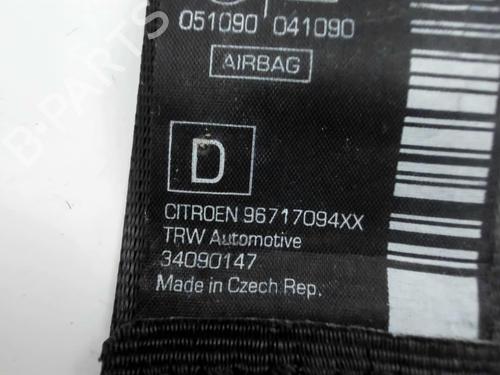 051090 041090
AIRBAG
D
CITROEN 96717094XX
TRW Automotive
34090147
Made in Czech Rep.
B-PARTS